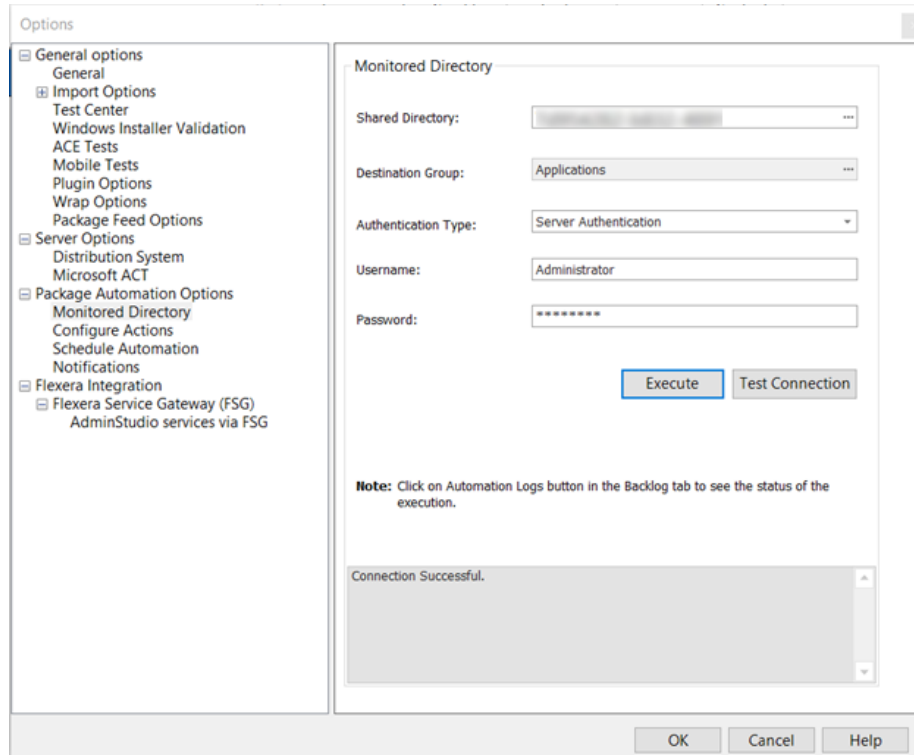 Options
General options
General
Import Options
Test Center
Windows Installer Validation
ACE Tests
Mobile Tests
Plugin Options
Wrap Options
Package Feed Options
Server Options
Distribution System
Microsoft ACT
Package Automation Options
Monitored Directory
Configure Actions
Schedule Automation
Notifications
Flexera Integration
Flexera Service Gateway (FSG)
AdminStudio services via FSG
Monitored Directory
Shared Directory: ...
Destination Group: Applications ...
Authentication Type: Server Authentication
Username: Administrator
Password: ********
Execute Test Connection
Note: Click on Automation Logs button in the Backlog tab to see the status of the
execution.
Connection Successful.
OK Cancel Help